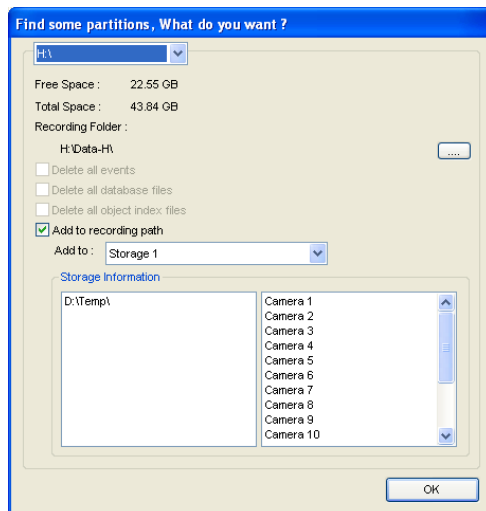 Find some partitions, What do you want ?
H:\
Free Space : 22.55 GB
Total Space : 43.84 GB
Recording Folder :
H:\Data-H\
....
Delete all events
Delete all database files
Delete all object index files
Add to recording path
Add to : Storage 1
Storage Information
D:\Temp\
Camera 1
Camera 2
Camera 3
Camera 4
Camera 5
Camera 6
Camera 7
Camera 8
Camera 9
Camera 10
OK